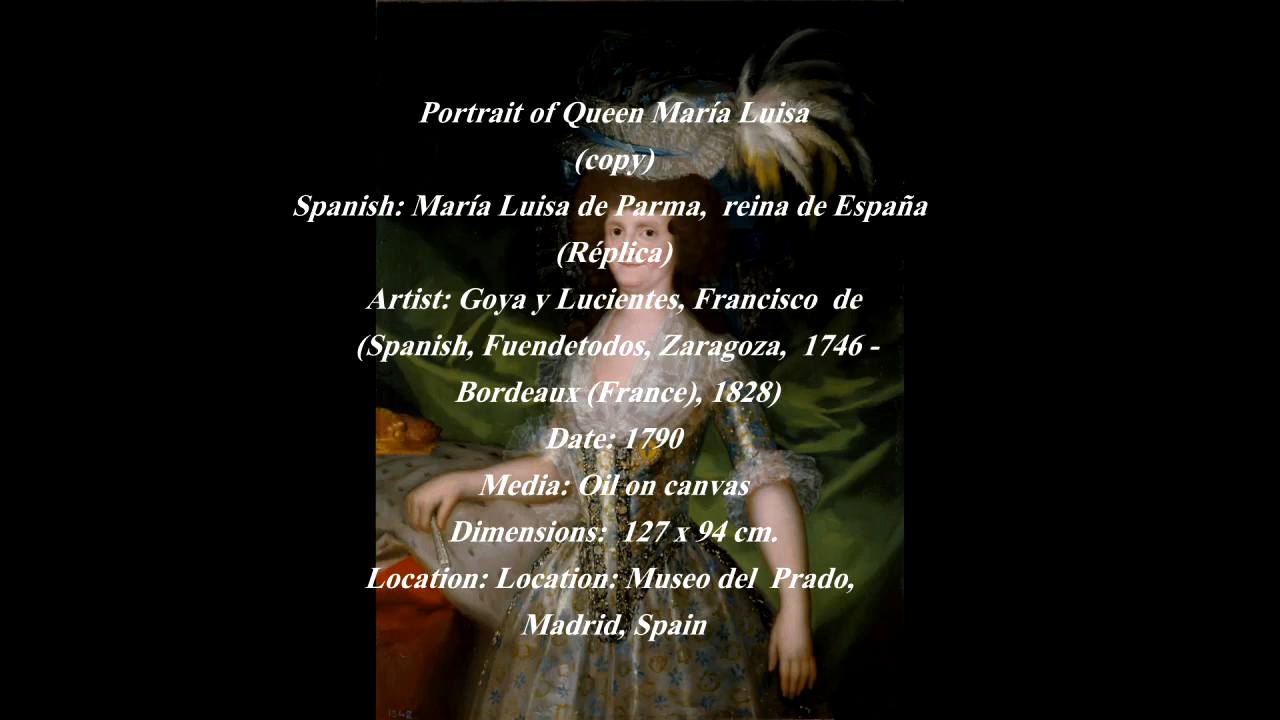 Portrait of Queen María Luisa
(copy)
Spanish: María Luisa de Parma, reina de España
(Réplica)
Artist: Goya y Lucientes, Francisco de
(Spanish, Fuendetodos, Zaragoza, 1746 -
Bordeaux (France), 1828)
Date: 1790
Media: Oil on canvas
Dimensions: 127 x 94 cm.
Location: Location: Museo del Prado,
Madrid, Spain